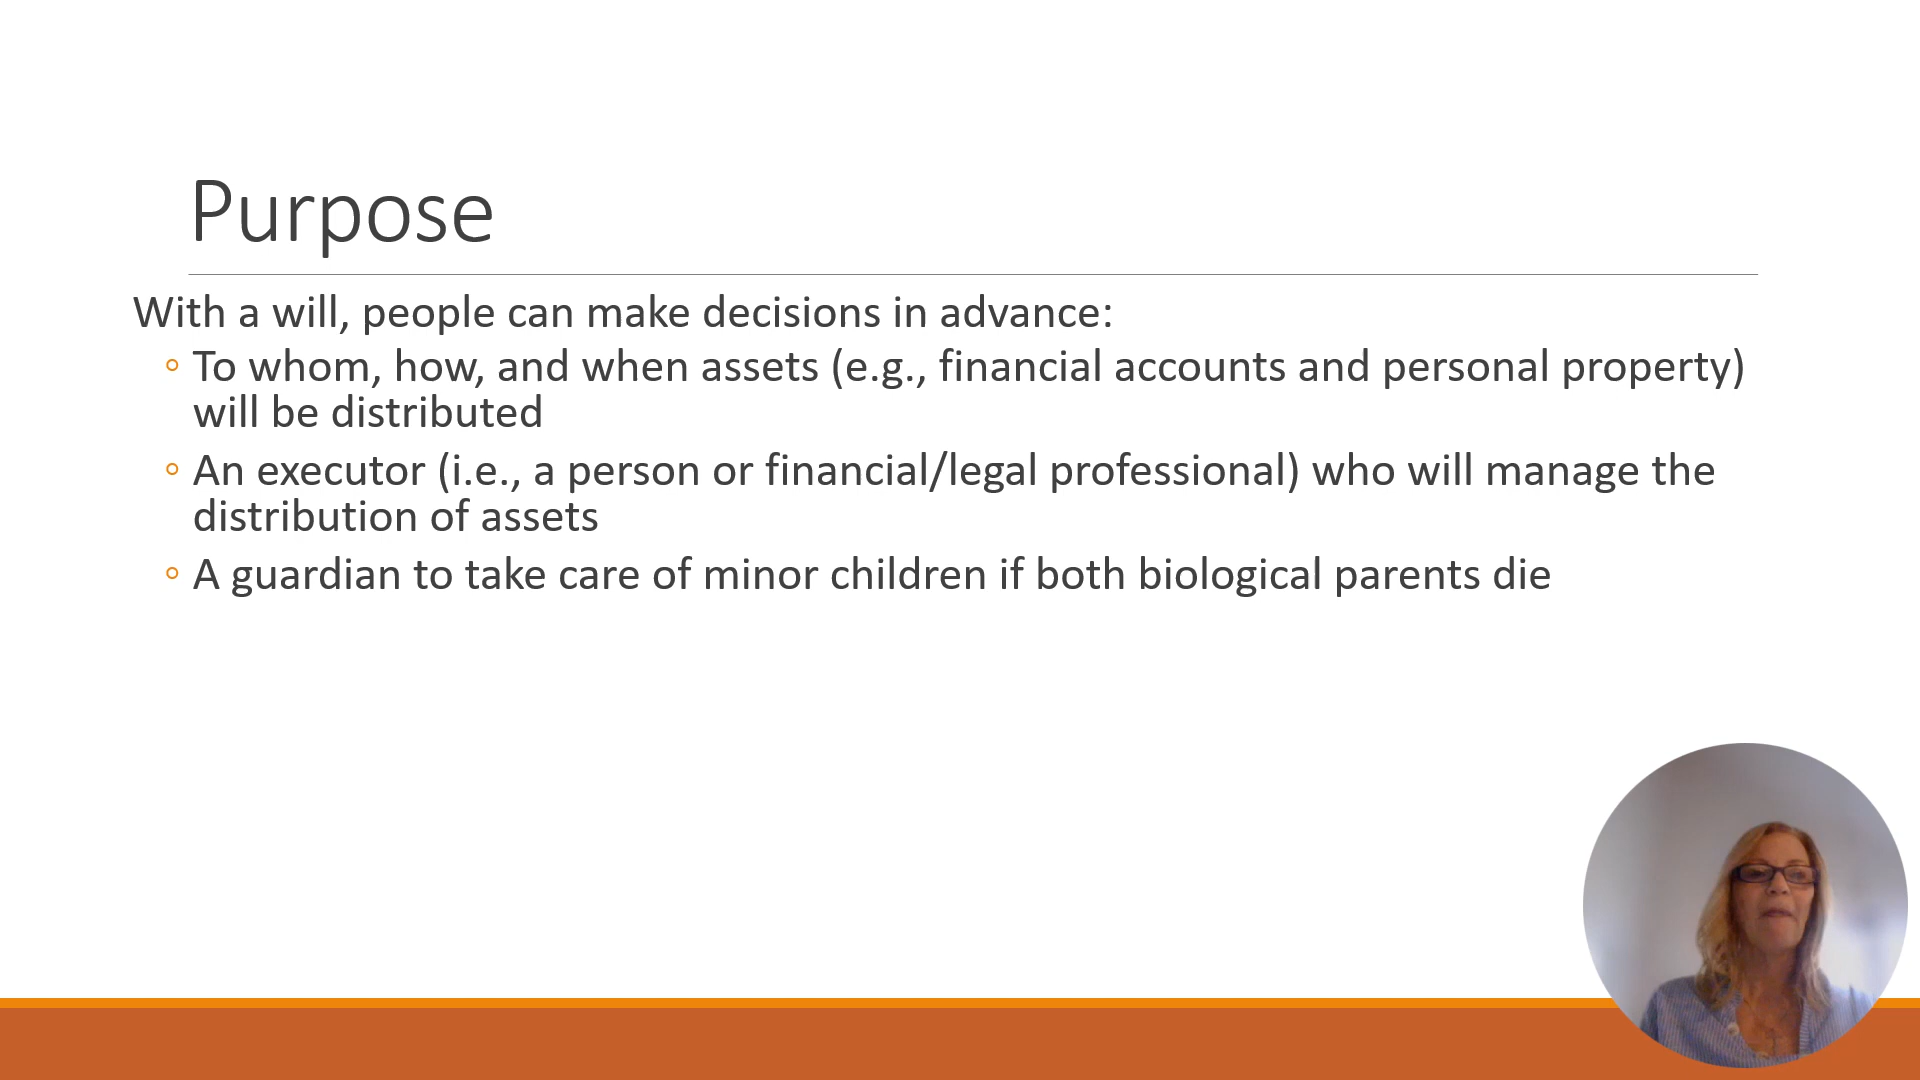 Purpose
With a will, people can make decisions in advance:
◦ To whom, how, and when assets (e.g., financial accounts and personal property)
will be distributed
◦ An executor (i.e., a person or financial/legal professional) who will manage the
distribution of assets
◦ A guardian to take care of minor children if both biological parents die